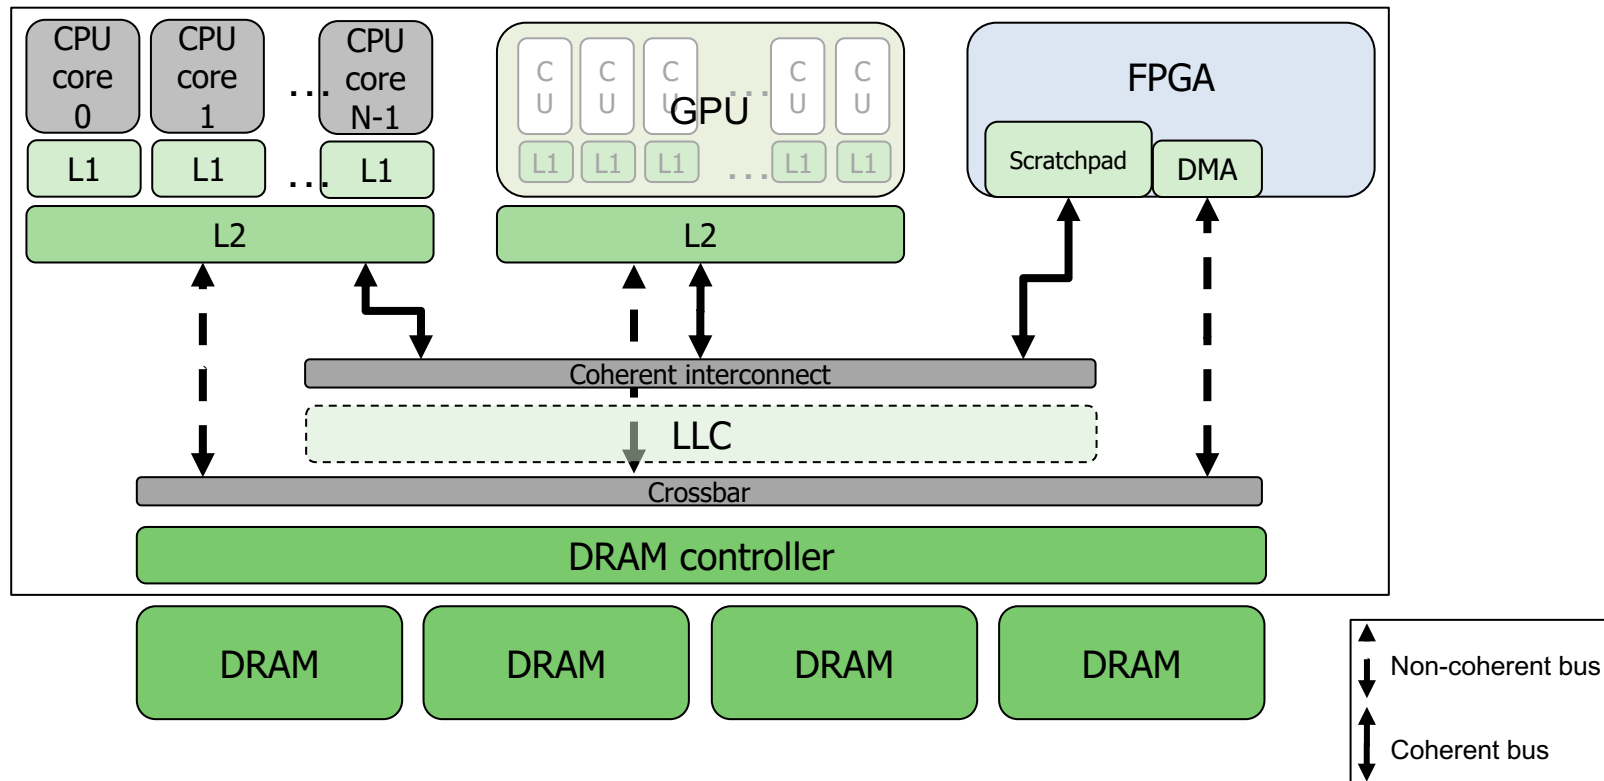 CPU
core
0
CPU
core
1
...
CPU
core
N-1
L1
L1
...
L1
L2
C
U
C
U
C
U
...
C
U
C
U
GPU
L1
L1
L1
...
L1
L1
L2
FPGA
Scratchpad
DMA
Coherent interconnect
LLC
Crossbar
DRAM controller
DRAM
DRAM
DRAM
DRAM
Non-coherent bus
Coherent bus